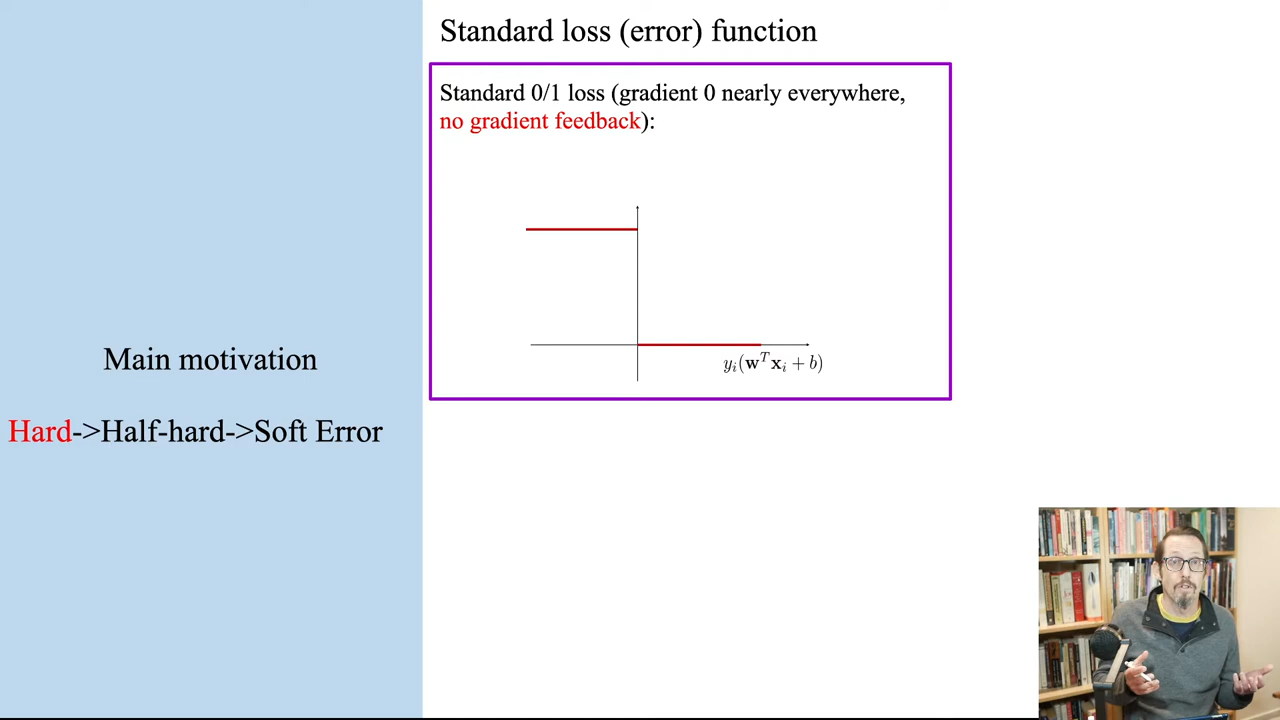 Standard loss (error) function
Standard 0/1 loss (gradient 0 nearly everywhere,
no gradient feedback):
yᵢ(𝐰ᵀ𝐱ᵢ + b)
Main motivation
Hard->Half-hard->Soft Error